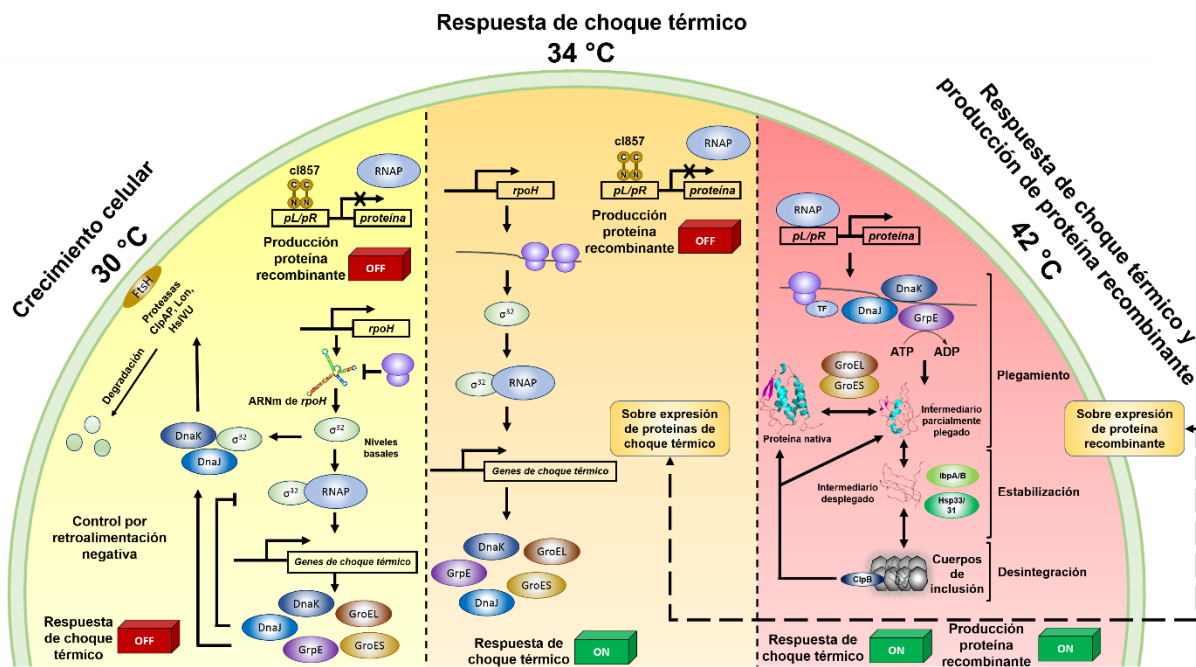 Respuesta de choque térmico
34 °C
Crecimiento celular
30 °C
Respuesta de choque térmico y
producción de proteína recombinante
42 °C
cI857
C C
N N
RNAP
pL/pR
proteína
Producción
proteína
recombinante
OFF
FtsH
Proteasas
ClpAP, Lon,
HslVU
Degradación
rpoH
ARNm de rpoH
σ32
Niveles
basales
DnaK
σ32
DnaJ
σ32
RNAP
Control por
retroalimentación
negativa
Genes de choque térmico
DnaK
GroEL
DnaJ
GrpE
GroES
Respuesta
de choque
térmico
OFF
rpoH
σ32
σ32
RNAP
Genes de choque térmico
DnaK
GroEL
GrpE
GroES
DnaJ
Respuesta de
choque térmico
ON
cI857
C C
N N
RNAP
pL/pR
proteína
Producción
proteína
recombinante
OFF
Sobre expresión
de proteínas de
choque térmico
RNAP
pL/pR
proteína
TF
DnaK
DnaJ
GrpE
ATP
ADP
GroEL
GroES
Proteína nativa
Intermediario
parcialmente
plegado
Plegamiento
Intermediario
desplegado
IbpA/B
Hsp33/
31
Estabilización
ClpB
Cuerpos
de
inclusión
Desintegración
Sobre expresión
de proteína
recombinante
Respuesta de
choque térmico
ON
Producción
proteína
recombinante
ON